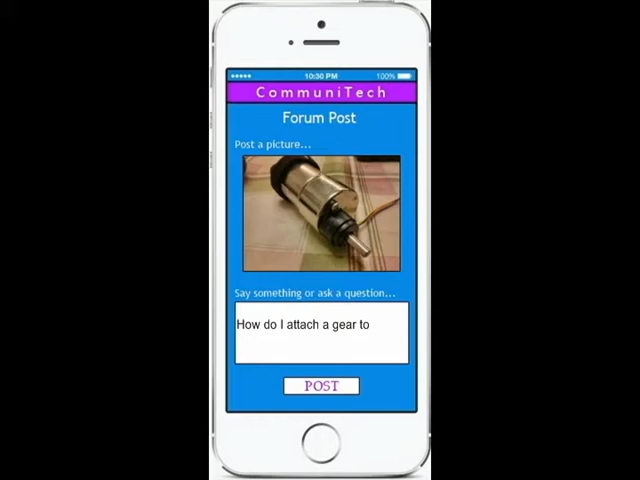 10:30 PM 100%
CommuniTech
Forum Post
Post a picture...
Say something or ask a question...
How do I attach a gear to
POST